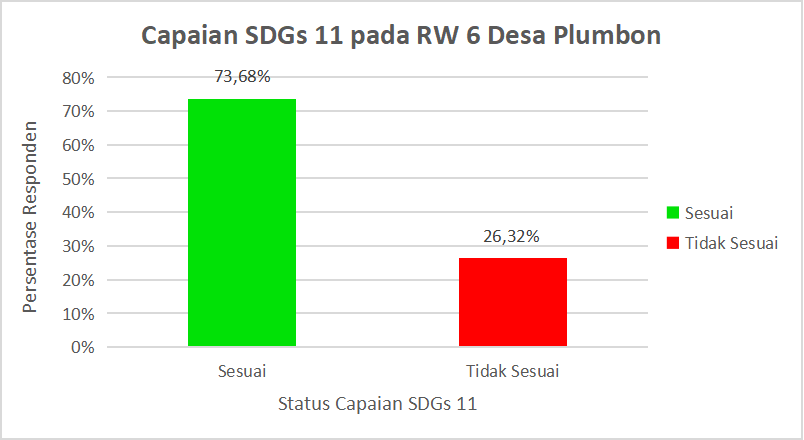 Capaian SDGs 11 pada RW 6 Desa Plumbon
Persentase Responden
80%
70%
60%
50%
40%
30%
20%
10%
0%
73,68%
26,32%
Sesuai
Tidak Sesuai
Status Capaian SDGs 11
Sesuai
Tidak Sesuai